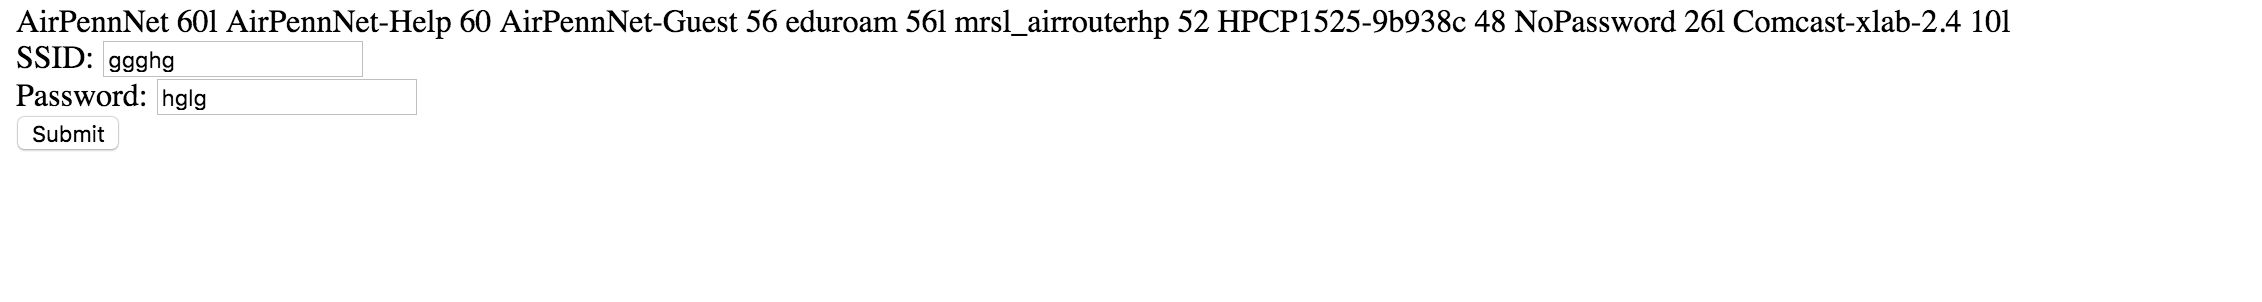 AirPennNet 60l AirPennNet-Help 60 AirPennNet-Guest 56 eduroam 56l mrsl_airrouterhp 52 HPCP1525-9b938c 48 NoPassword 26l Comcast-xlab-2.4 10l
SSID: ggghg
Password: hglg
Submit